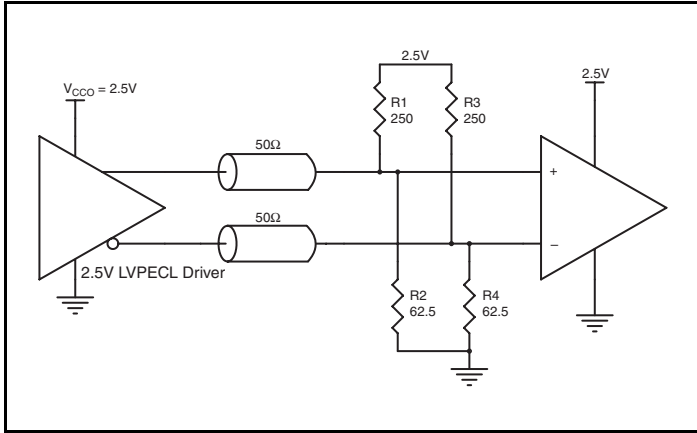 2.5V
V_CCO = 2.5V
2.5V
R1
250
R3
250
50Ω
+
50Ω
–
2.5V LVPECL Driver
R2
62.5
R4
62.5